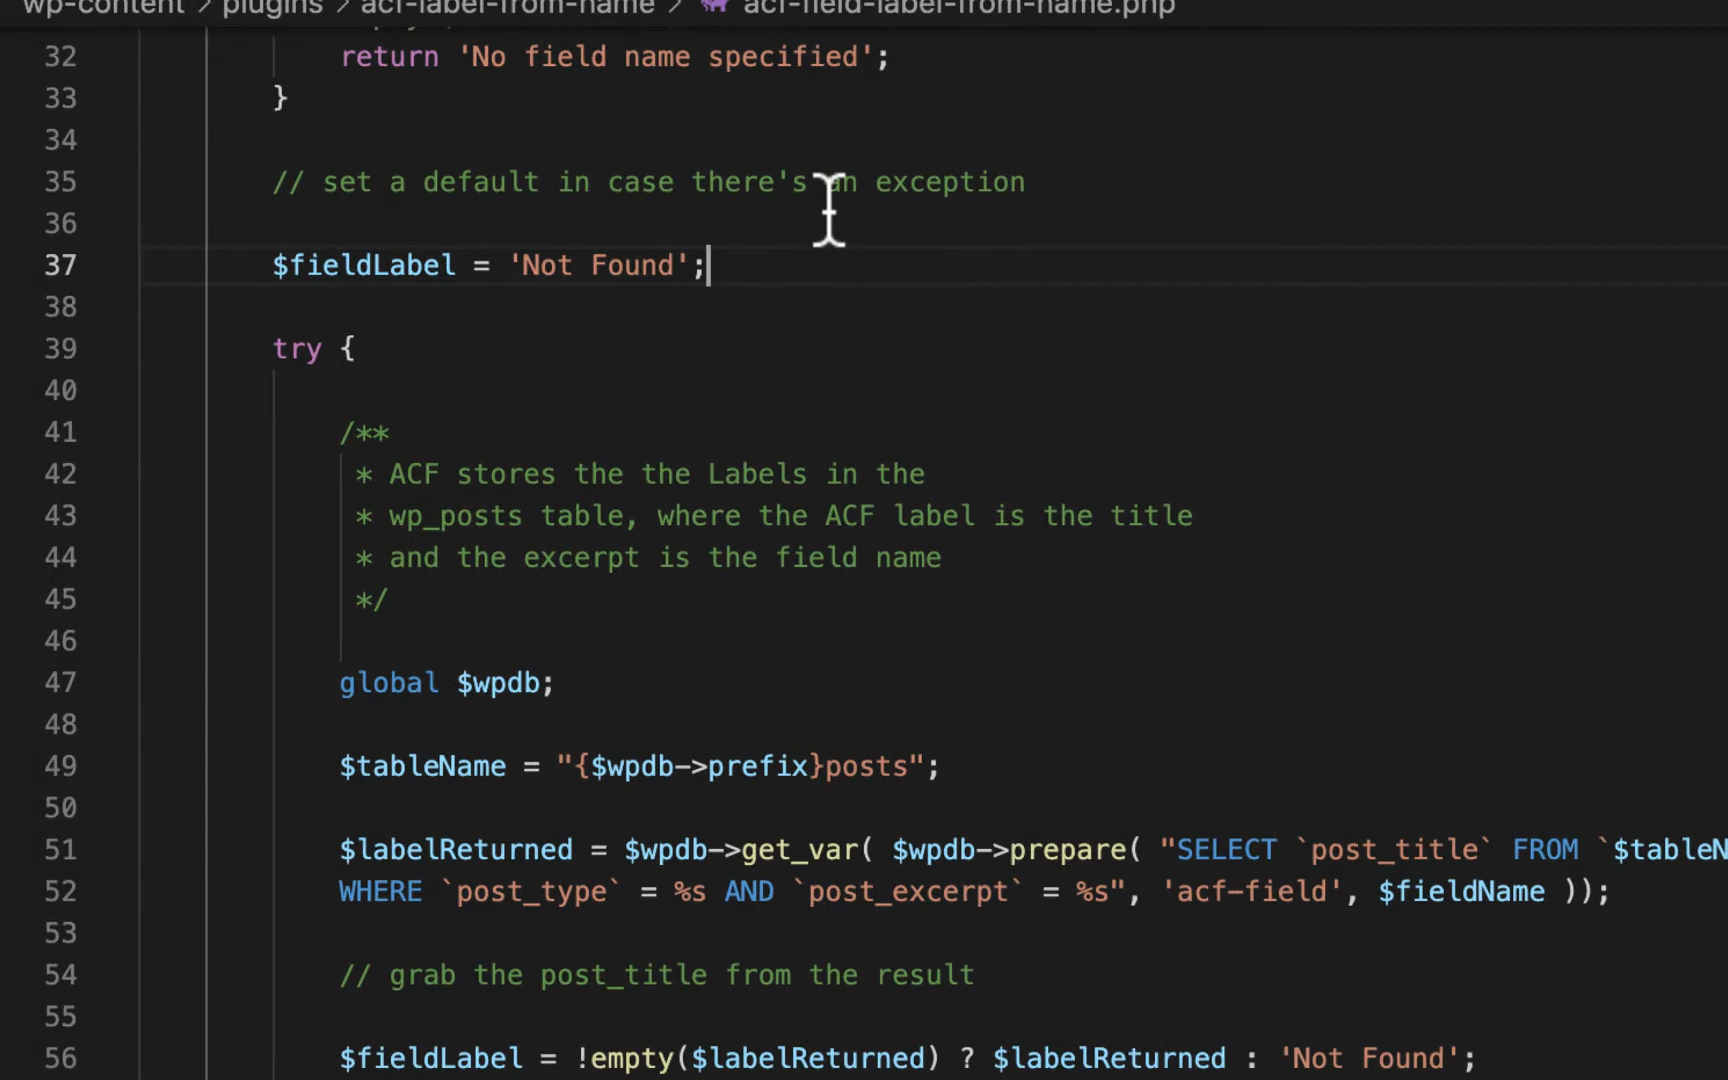 wp-content > plugins > acf-label-from-name > acf-field-label-from-name.php
32 return 'No field name specified';
33 }
34
35 // set a default in case there's an exception
36
37 $fieldLabel = 'Not Found';
38
39 try {
40
41 /**
42 * ACF stores the the Labels in the
43 * wp_posts table, where the ACF label is the title
44 * and the excerpt is the field name
45 */
46
47 global $wpdb;
48
49 $tableName = "{$wpdb->prefix}posts";
50
51 $labelReturned = $wpdb->get_var( $wpdb->prepare( "SELECT `post_title` FROM `$tableN
52 WHERE `post_type` = %s AND `post_excerpt` = %s", 'acf-field', $fieldName ));
53
54 // grab the post_title from the result
55
56 $fieldLabel = !empty($labelReturned) ? $labelReturned : 'Not Found';